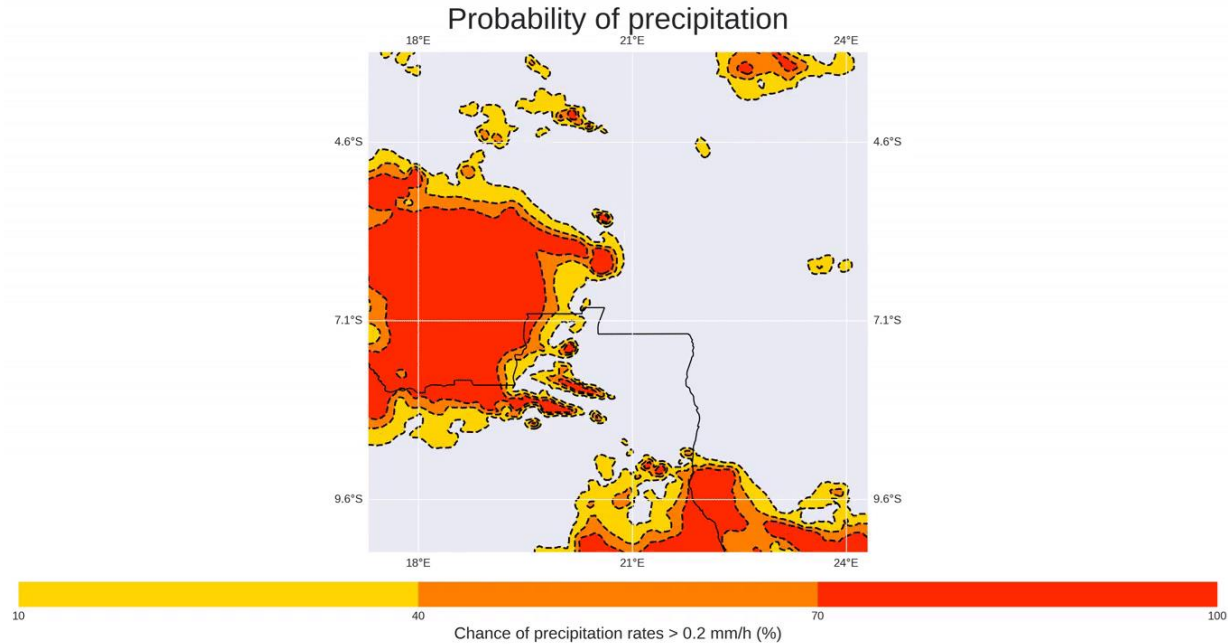 Probability of precipitation
18°E 21°E 24°E
4.6°S 4.6°S
7.1°S 7.1°S
9.6°S 9.6°S
18°E 21°E 24°E
10 40 70 100
Chance of precipitation rates > 0.2 mm/h (%)